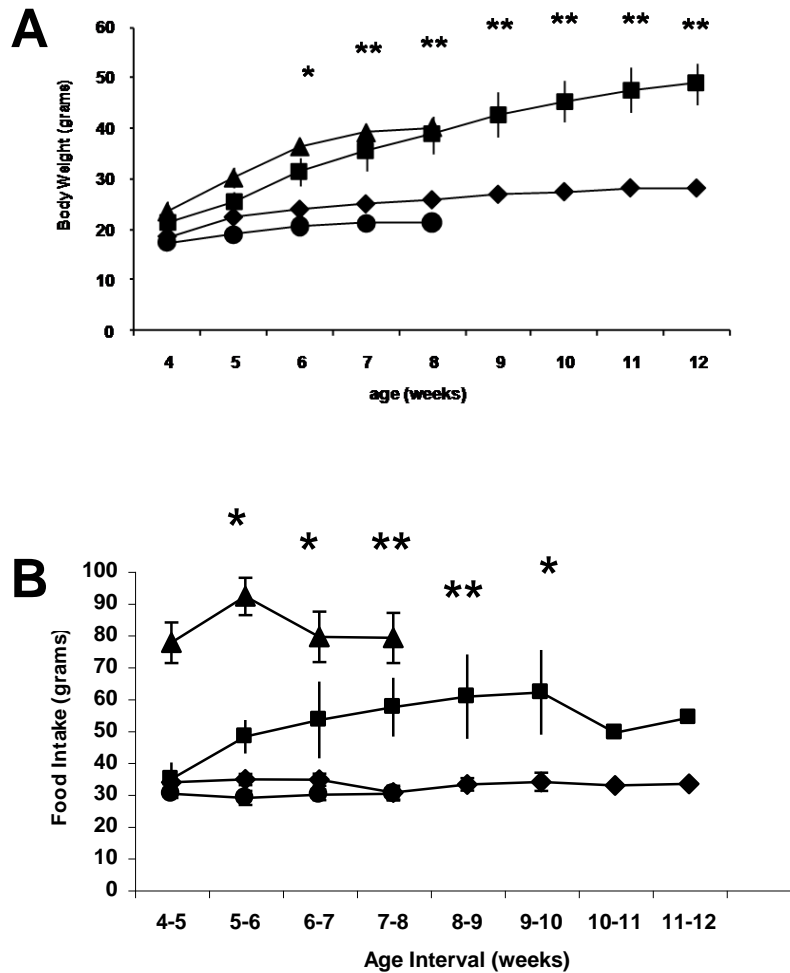 A
Body Weight (grams)
60
50
40
30
20
10
0
* ** ** ** ** ** **
4 5 6 7 8 9 10 11 12
age (weeks)
B
Food Intake (grams)
100
90
80
70
60
50
40
30
20
10
0
* * ** ** *
4-5 5-6 6-7 7-8 8-9 9-10 10-11 11-12
Age Interval (weeks)